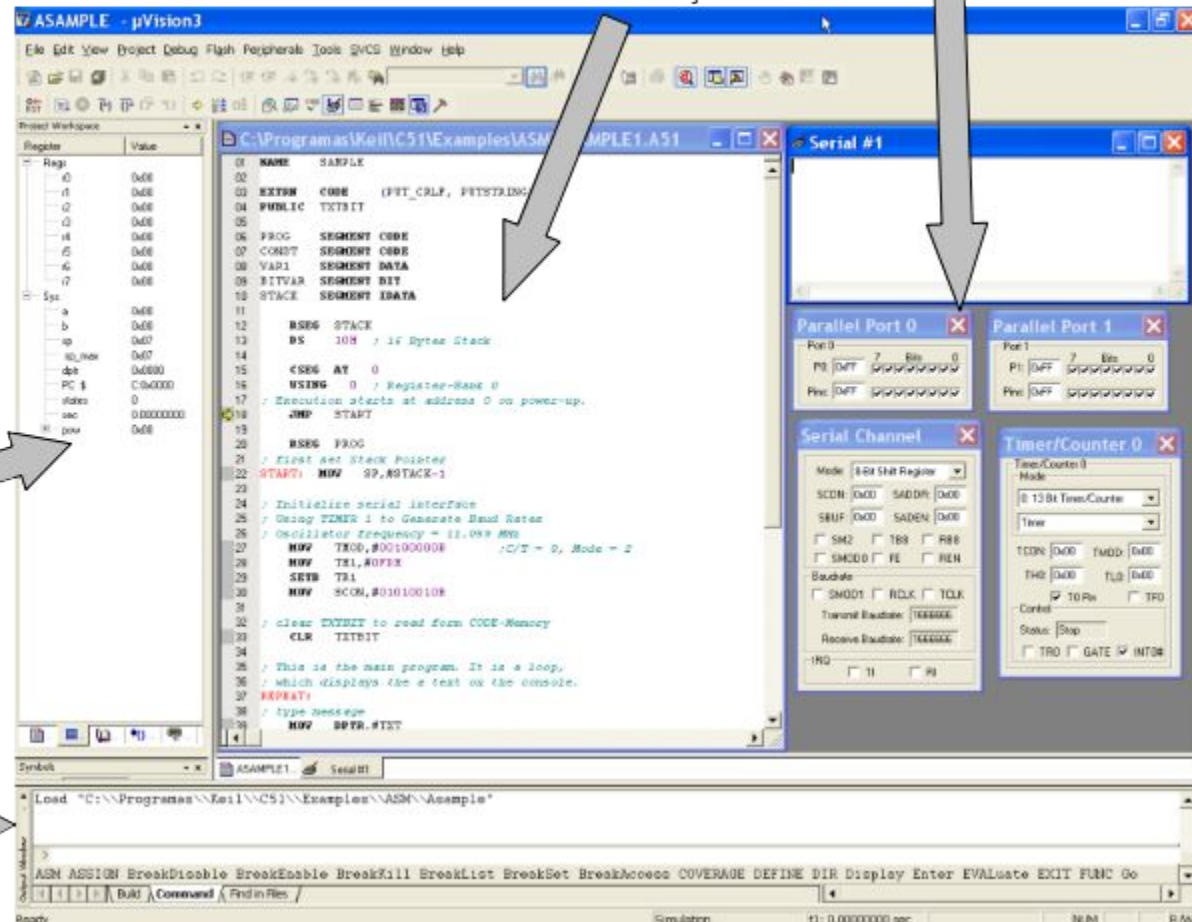 ASAMPLE - µVision3
File Edit View Project Debug Flash Peripherals Tools SVCS Window Help
Project Workspace
Register Value
Regs
r0 0x00
r1 0x00
r2 0x00
r3 0x00
r4 0x00
r5 0x00
r6 0x00
r7 0x00
Sys
a 0x00
b 0x00
sp 0x07
sp_max 0x07
dptr 0x0000
PC $ C:0x0000
states 0
sec 0.00000000
psw 0x00
C:\Programas\Keil\C51\Examples\ASM MPLE1.A51
01 NAME SAMPLE
02
03 EXTRN CODE (PUT_CRLF, PUTSTRING
04 PUBLIC TXTBIT
05
06 PROG SEGMENT CODE
07 CONST SEGMENT CODE
08 VAR1 SEGMENT DATA
09 BITVAR SEGMENT BIT
10 STACK SEGMENT IDATA
11
12 RSEG STACK
13 DS 10H ; 16 Bytes Stack
14
15 CSEG AT 0
16 USING 0 ; Register-Bank 0
17 ; Execution starts at address 0 on power-up.
18 JMP START
19
20 RSEG PROG
21 ; first set Stack Pointer
22 START: MOV SP,#STACK-1
23
24 ; Initialize serial interface
25 ; Using TIMER 1 to Generate Baud Rates
26 ; Oscillator frequency = 11.059 MHz
27 MOV TMOD,#00100000B ;C/T = 0, Mode = 2
28 MOV TH1,#0FDH
29 SETB TR1
30 MOV SCON,#01010010B
31
32 ; clear TXTBIT to read form CODE-Memory
33 CLR TXTBIT
34
35 ; This is the main program. It is a loop,
36 ; which displays the a text on the console.
37 REPEAT:
38 ; type message
39 MOV DPTR,#TXT
Serial #1
Parallel Port 0
Port 0
P0: 0xFF 7 Bits 0
Pins: 0xFF
Parallel Port 1
Port 1
P1: 0xFF 7 Bits 0
Pins: 0xFF
Serial Channel
Mode: 8-Bit Shift Register
SCON: 0x00 SADDR: 0x00
SBUF: 0x00 SADEN: 0x00
SM2 TB8 RB8
SMOD0 FE REN
Baudrate
SMOD1 RCLK TCLK
Transmit Baudrate: 1666666
Receive Baudrate: 1666666
IRQ
TI RI
Timer/Counter 0
Timer/Counter 0
Mode
0: 13 Bit Timer/Counter
Timer
TCON: 0x00 TMOD: 0x00
TH0: 0x00 TL0: 0x00
T0 Pin TF0
Control
Status: Stop
TR0 GATE INT0#
Symbols
ASAMPLE1... Serial #1
Load "C:\\Programas\\Keil\\C51\\Examples\\ASM\\Asample"
>
ASM ASSIGN BreakDisable BreakEnable BreakKill BreakList BreakSet BreakAccess COVERAGE DEFINE DIR Display Enter EVALuate EXIT FUNC Go
Output Window
Build Command Find in Files
Ready Simulation t1: 0.00000000 sec NUM R/W